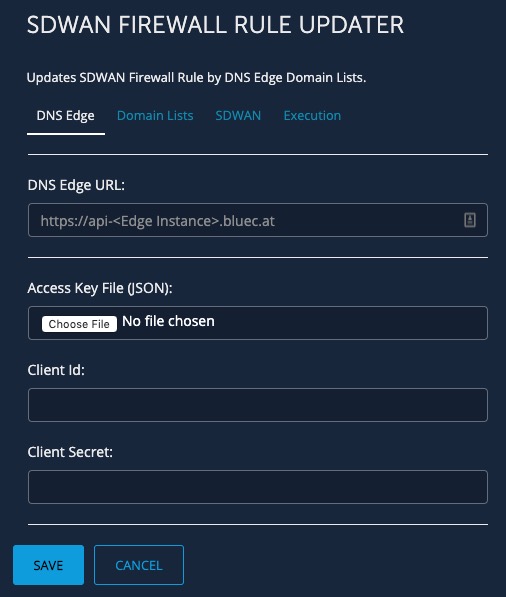 SDWAN FIREWALL RULE UPDATER
Updates SDWAN Firewall Rule by DNS Edge Domain Lists.
DNS Edge Domain Lists SDWAN Execution
DNS Edge URL:
https://api-<Edge Instance>.bluec.at
Access Key File (JSON):
Choose File No file chosen
Client Id:
Client Secret:
SAVE CANCEL